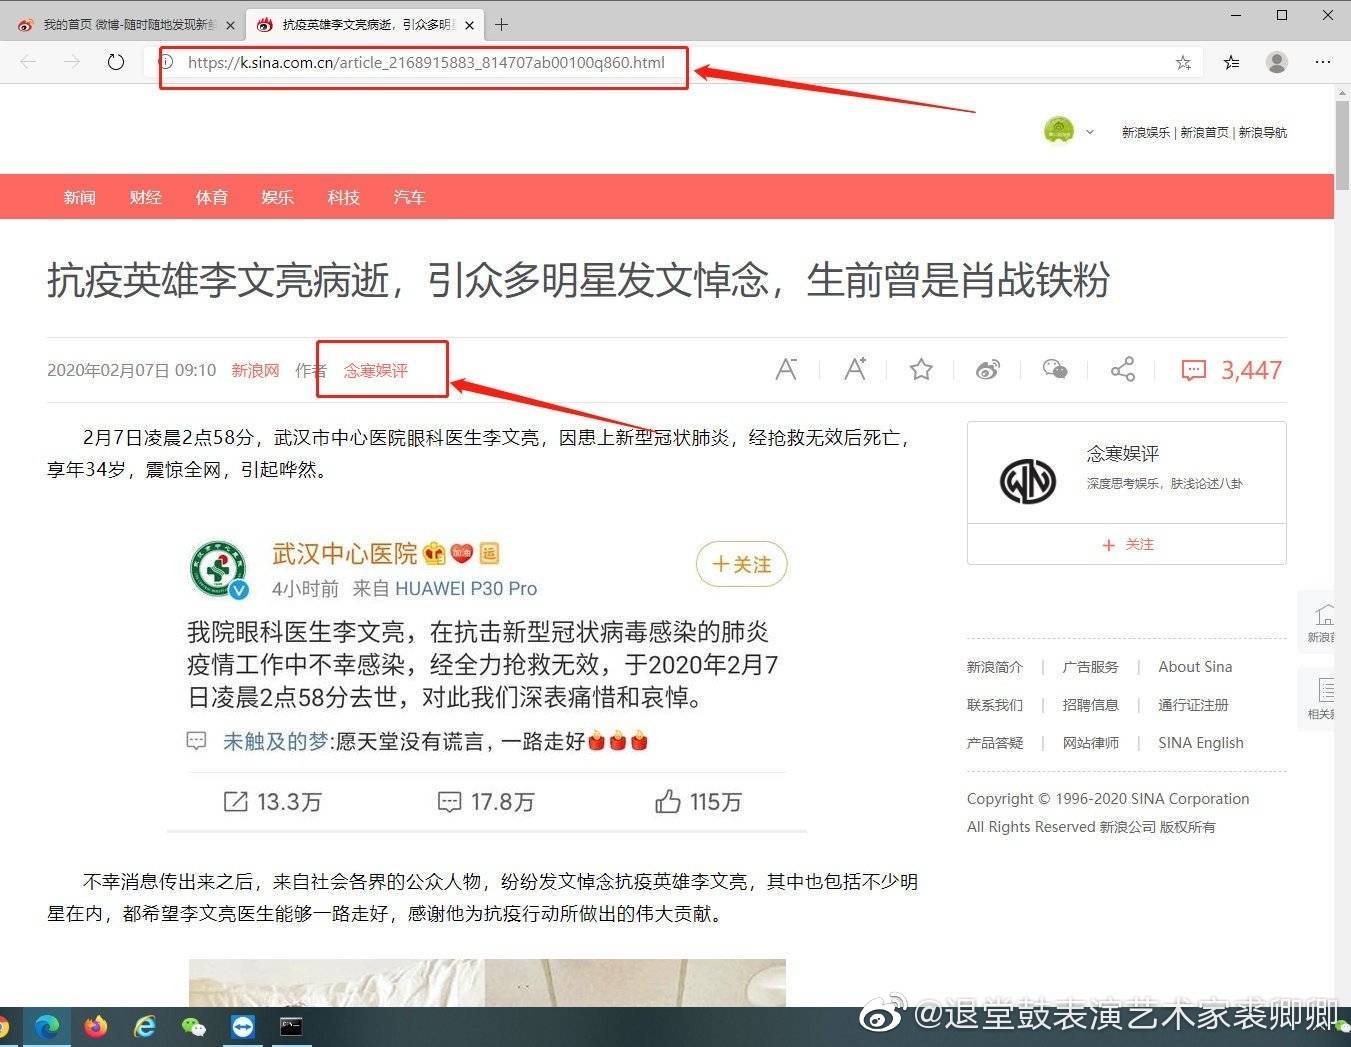 我的首页 微博-随时随地发现新鲜
抗疫英雄李文亮病逝，引众多明星
https://k.sina.com.cn/article_2168915883_814707ab00100q860.html
新浪娱乐 | 新浪首页 | 新浪导航
新闻 财经 体育 娱乐 科技 汽车
抗疫英雄李文亮病逝，引众多明星发文悼念，生前曾是肖战铁粉
2020年02月07日 09:10 新浪网 作者 念寒娱评
A- A+ 3,447
2月7日凌晨2点58分，武汉市中心医院眼科医生李文亮，因患上新型冠状肺炎，经抢救无效后死亡，
享年34岁，震惊全网，引起哗然。
武汉中心医院 加油 运
+关注
4小时前 来自 HUAWEI P30 Pro
我院眼科医生李文亮，在抗击新型冠状病毒感染的肺炎
疫情工作中不幸感染，经全力抢救无效，于2020年2月7
日凌晨2点58分去世，对此我们深表痛惜和哀悼。
未触及的梦:愿天堂没有谎言，一路走好
13.3万 17.8万 115万
不幸消息传出来之后，来自社会各界的公众人物，纷纷发文悼念抗疫英雄李文亮，其中也包括不少明
星在内，都希望李文亮医生能够一路走好，感谢他为抗疫行动所做出的伟大贡献。
WN
念寒娱评
深度思考娱乐，肤浅论述八卦
+ 关注
新浪首
相关新
新浪简介 | 广告服务 | About Sina
联系我们 | 招聘信息 | 通行证注册
产品答疑 | 网站律师 | SINA English
Copyright © 1996-2020 SINA Corporation
All Rights Reserved 新浪公司 版权所有
@退堂鼓表演艺术家裘卿卿